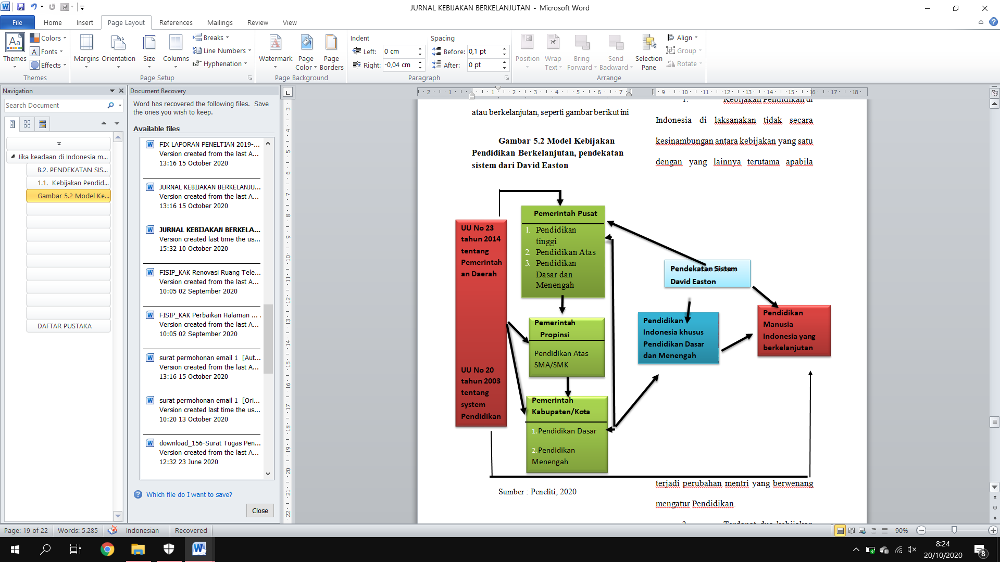 JURNAL KEBIJAKAN BERKELANJUTAN - Microsoft Word
File Home Insert Page Layout References Mailings Review View
Themes
Colors
Fonts
Effects
Themes
Margins Orientation Size Columns
Breaks
Line Numbers
Hyphenation
Page Setup
Watermark Page Color Page Borders
Page Background
Indent
Left: 0 cm
Right: -0,04 cm
Spacing
Before: 0,1 pt
After: 0 pt
Paragraph
Position Wrap Text Bring Forward Send Backward Selection Pane
Align
Group
Rotate
Arrange
Navigation
Search Document
Jika keadaan di Indonesia m...
B.2. PENDEKATAN SIS...
1.1. Kebijakan Pendid...
Gambar 5.2 Model Ke...
DAFTAR PUSTAKA
Document Recovery
Word has recovered the following files. Save
the ones you wish to keep.
Available files
FIX LAPORAN PENELTIAN 2019-...
Version created from the last A...
13:16 15 October 2020
JURNAL KEBIJAKAN BERKELANJU...
Version created from the last A...
13:16 15 October 2020
JURNAL KEBIJAKAN BERKELA...
Version created last time the us...
15:32 10 October 2020
FISIP_KAK Renovasi Ruang Tele...
Version created from the last A...
10:05 02 September 2020
FISIP_KAK Perbaikan Halaman ...
Version created from the last A...
10:05 02 September 2020
surat permohonan email 1 [Aut...
Version created from the last A...
13:16 15 October 2020
surat permohonan email 1 [Ori...
Version created last time the us...
10:20 13 October 2020
download_156-Surat Tugas Pen...
Version created from the last A...
12:32 23 June 2020
Which file do I want to save?
Close
atau berkelanjutan, seperti gambar berikut ini
Gambar 5.2 Model Kebijakan
Pendidikan Berkelanjutan, pendekatan
sistem dari David Easton
1. Kebijakan Pendidikan di
Indonesia di laksanakan tidak secara
kesinambungan antara kebijakan yang satu
dengan yang lainnya terutama apabila
UU No 23
tahun 2014
tentang
Pemerintah
an Daerah
UU No 20
tahun 2003
tentang
system
Pendidikan
Pemerintah Pusat
1. Pendidikan
tinggi
2. Pendidikan Atas
3. Pendidikan
Dasar dan
Menengah
Pemerintah
Propinsi
Pendidikan Atas
SMA/SMK
Pemerintah
Kabupaten/Kota
1. Pendidikan Dasar
2. Pendidikan
Menengah
Pendekatan Sistem
David Easton
Pendidikan
Indonesia khusus
Pendidikan Dasar
dan Menengah
Pendidikan
Manusia
Indonesia yang
berkelanjutan
Sumber : Peneliti, 2020
terjadi perubahan mentri yang berwenang
mengatur Pendidikan.
2. Terdapat dua kebijakan
Page: 19 of 22 Words: 5.285 Indonesian Recovered
90%
8:24
20/10/2020
8